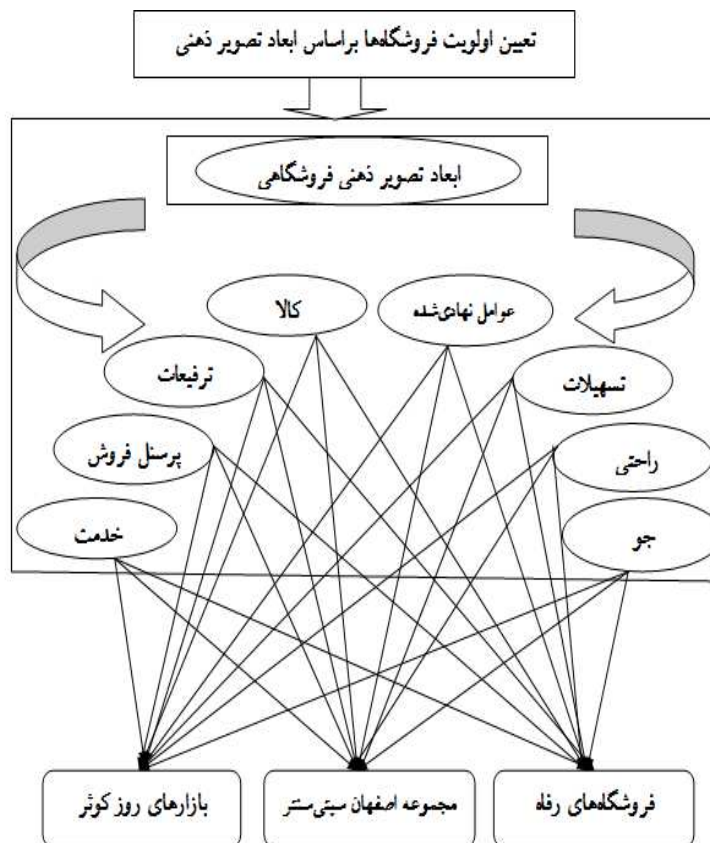 تعیین اولویت فروشگاه‌ها براساس ابعاد تصویر ذهنی
ابعاد تصویر ذهنی فروشگاهی
عوامل نهادی‌شده
کالا
تسهیلات
ترفیعات
راحتی
پرسنل فروش
جو
خدمت
فروشگاه‌های رفاه
مجموعه اصفهان سیتی‌سنتر
بازارهای روز کوثر